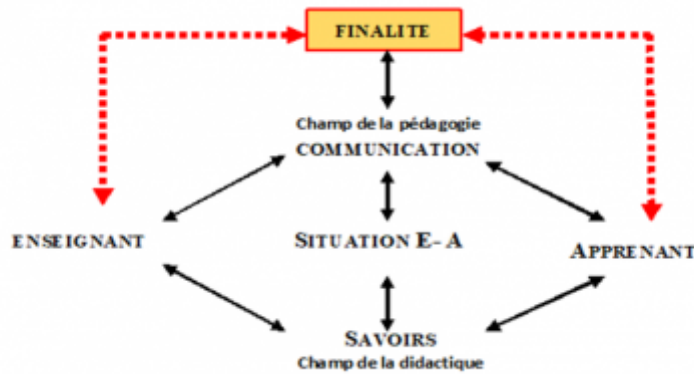 FINALITE
Champ de la pédagogie
COMMUNICATION
ENSEIGNANT
SITUATION E-A
APPRENANT
SAVOIRS
Champ de la didactique